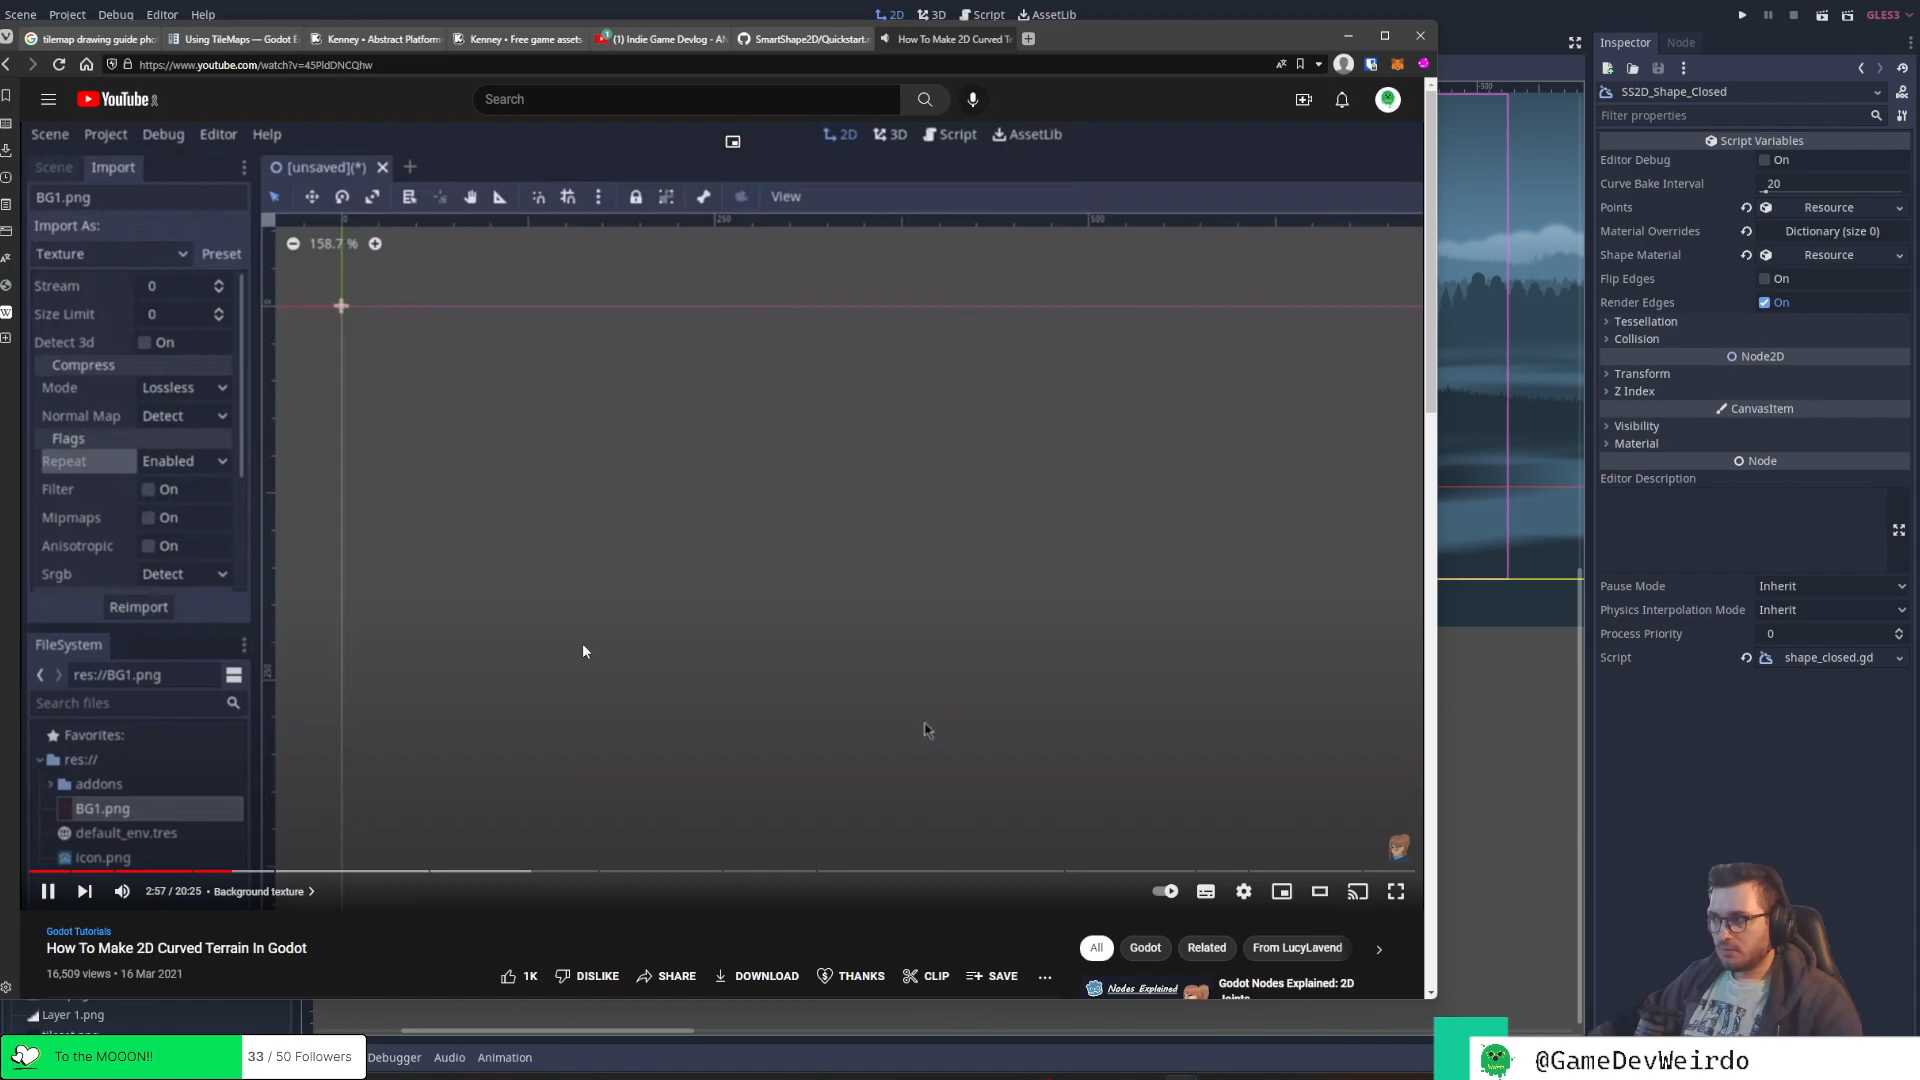 Scene Project Debug Editor Help
2D 3D Script AssetLib
GLES3
tilemap drawing guide pho
Using TileMaps — Godot E
Kenney • Abstract Platform
Kenney • Free game assets
(1) Indie Game Devlog - A
SmartShape2D/Quickstart.
How To Make 2D Curved Te
https://www.youtube.com/watch?v=45PldDNCQhw
YouTube
Search
Scene Project Debug Editor Help
2D 3D Script AssetLib
Scene Import
[unsaved](*)
BG1.png
View
Import As:
Texture Preset
0 250 500
158.7 %
Stream 0
Size Limit 0
Detect 3d On
Compress
Mode Lossless
Normal Map Detect
Flags
Repeat Enabled
Filter On
Mipmaps On
Anisotropic On
Srgb Detect
Reimport
FileSystem
res://BG1.png
Search files
Favorites:
res://
addons
BG1.png
default_env.tres
icon.png
2:57 / 20:25 • Background texture
Godot Tutorials
How To Make 2D Curved Terrain In Godot
16,509 views • 16 Mar 2021
1K DISLIKE SHARE DOWNLOAD THANKS CLIP SAVE
All Godot Related From LucyLavend
Nodes Explained
Godot Nodes Explained: 2D
Joints
-500
Inspector Node
SS2D_Shape_Closed
Filter properties
Script Variables
Editor Debug On
Curve Bake Interval 20
Points Resource
Material Overrides Dictionary (size 0)
Shape Material Resource
Flip Edges On
Render Edges On
Tessellation
Collision
Node2D
Transform
Z Index
CanvasItem
Visibility
Material
Node
Editor Description
Pause Mode Inherit
Physics Interpolation Mode Inherit
Process Priority 0
Script shape_closed.gd
Layer 1.png
To the MOOON!!
33 / 50 Followers
Debugger Audio Animation
@GameDevWeirdo